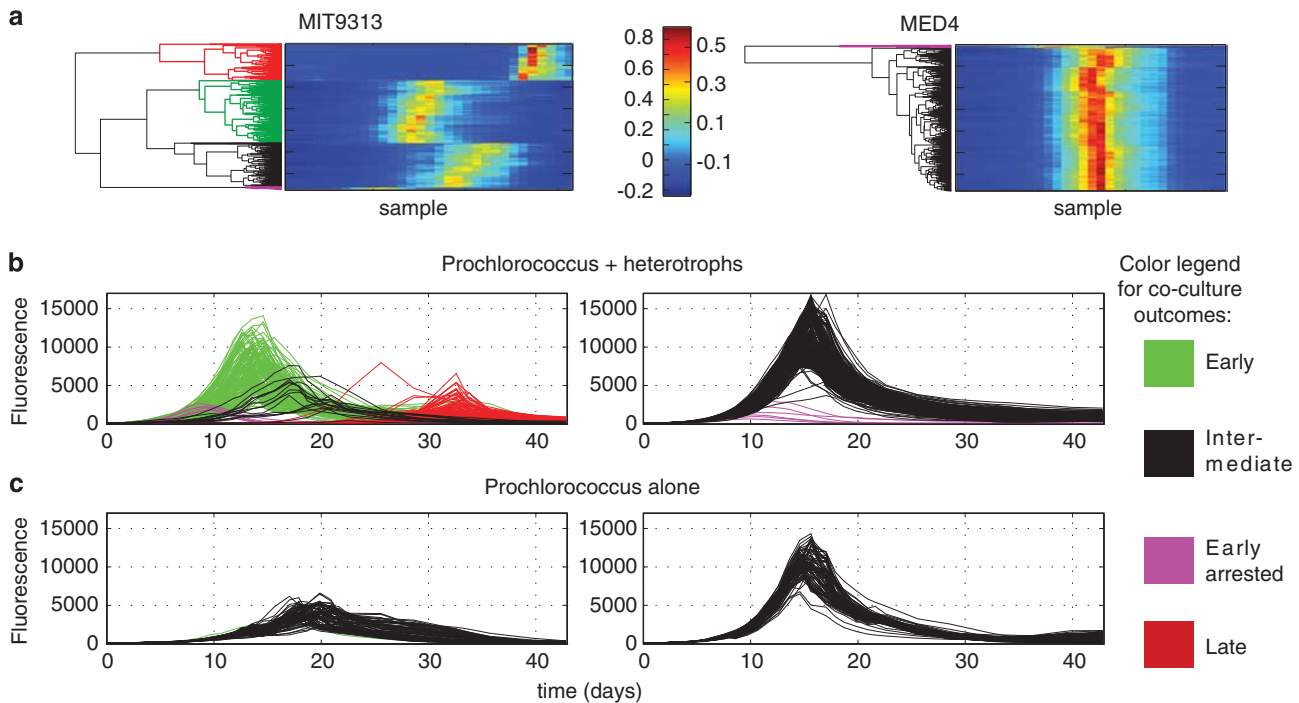 a
MIT9313
MED4
0.8
0.6
0.4
0.2
0
-0.2
0.5
0.3
0.1
-0.1
sample
sample
b
Prochlorococcus + heterotrophs
Fluorescence
15000
10000
5000
0
0 10 20 30 40
15000
10000
5000
0
0 10 20 30 40
c
Prochlorococcus alone
Fluorescence
15000
10000
5000
0
0 10 20 30 40
15000
10000
5000
0
0 10 20 30 40
time (days)
Color legend
for co-culture
outcomes:
Early
Inter-
mediate
Early
arrested
Late